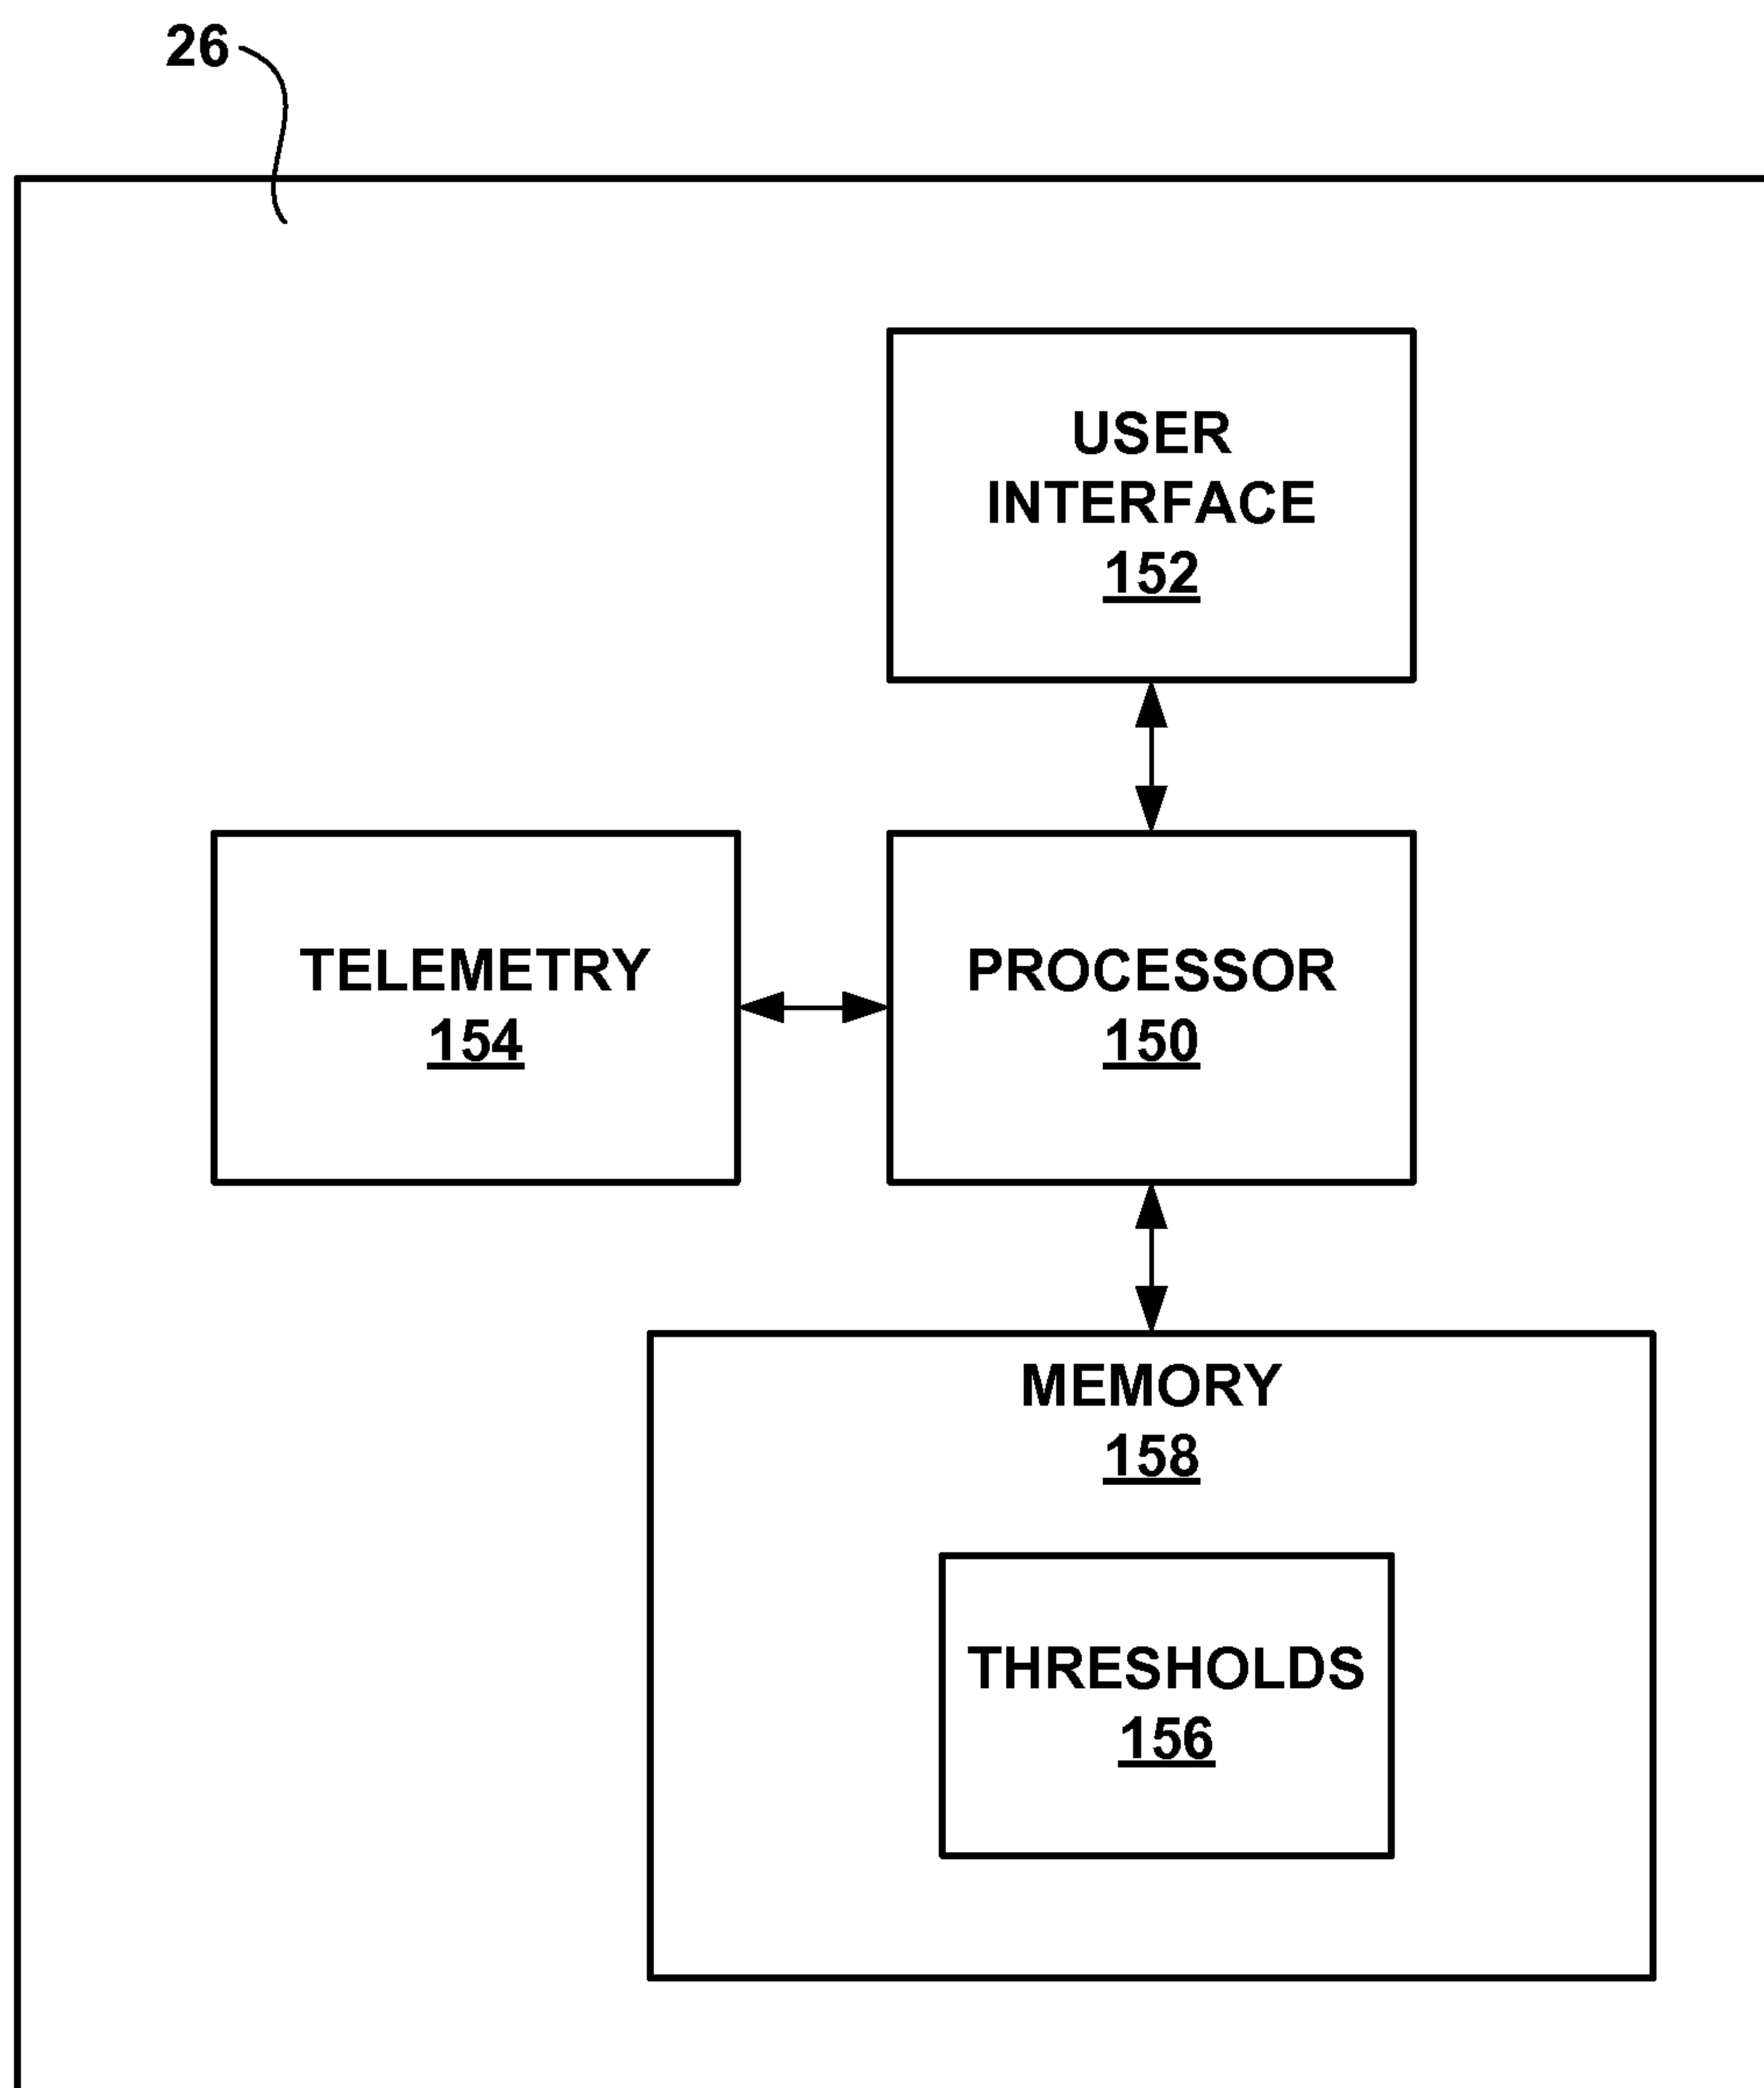 26
USER
INTERFACE
152
TELEMETRY
154
PROCESSOR
150
MEMORY
158
THRESHOLDS
156